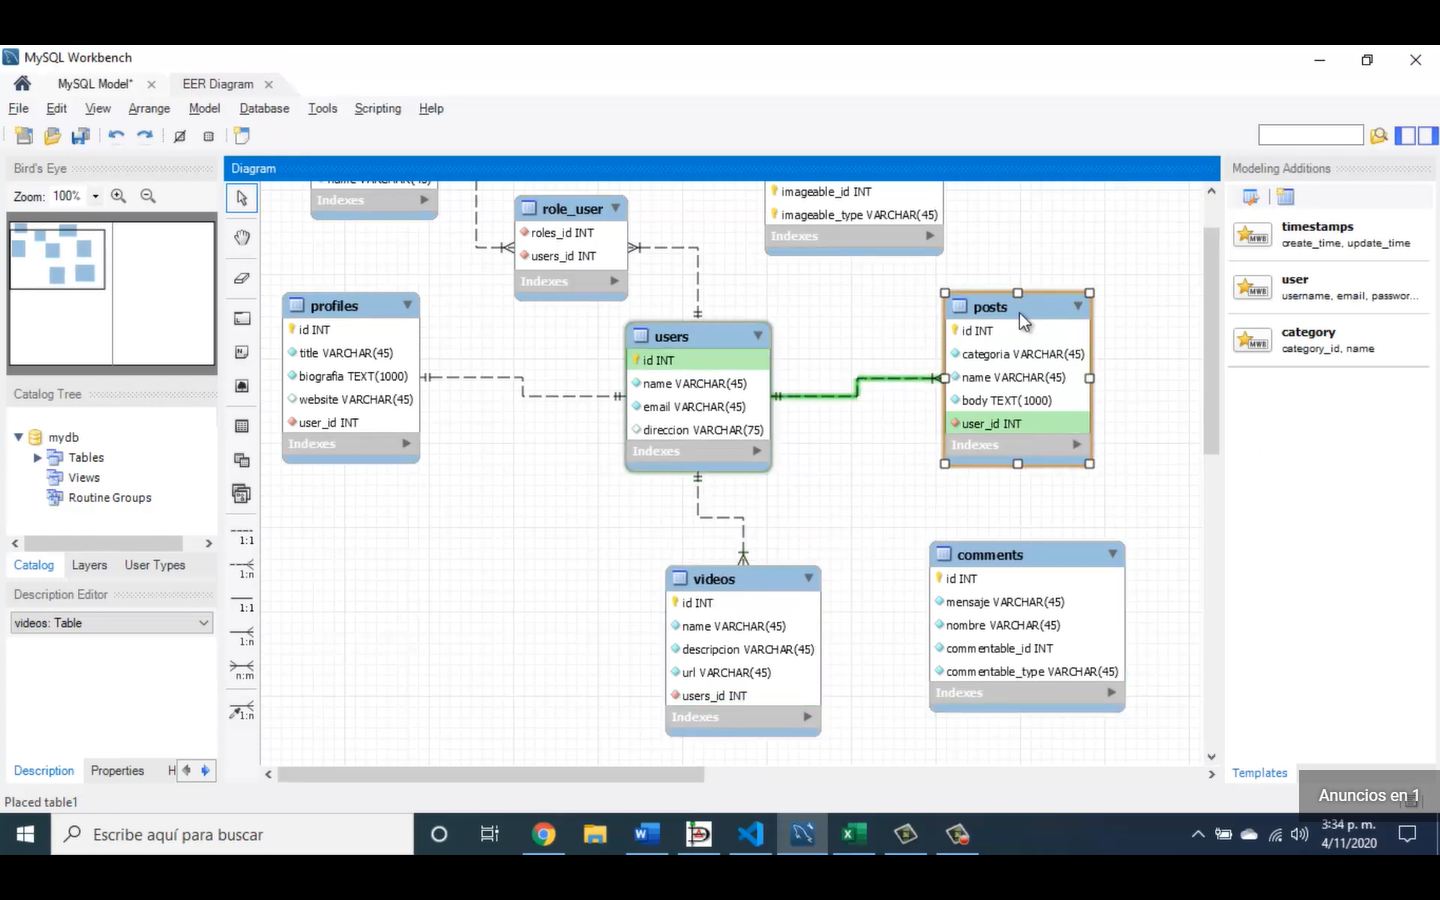 MySQL Workbench
MySQL Model*
EER Diagram
File Edit View Arrange Model Database Tools Scripting Help
Bird's Eye
Zoom: 100%
Catalog Tree
mydb
Tables
Views
Routine Groups
Catalog Layers User Types
Description Editor
videos: Table
Description Properties H
Placed table1
Diagram
1:1
1:n
1:1
1:n
n:m
1:n
Indexes
role_user
roles_id INT
users_id INT
Indexes
imageable_id INT
imageable_type VARCHAR(45)
Indexes
profiles
id INT
title VARCHAR(45)
biografia TEXT(1000)
website VARCHAR(45)
user_id INT
Indexes
users
id INT
name VARCHAR(45)
email VARCHAR(45)
direccion VARCHAR(75)
Indexes
posts
id INT
categoria VARCHAR(45)
name VARCHAR(45)
body TEXT(1000)
user_id INT
Indexes
videos
id INT
name VARCHAR(45)
descripcion VARCHAR(45)
url VARCHAR(45)
users_id INT
Indexes
comments
id INT
mensaje VARCHAR(45)
nombre VARCHAR(45)
commentable_id INT
commentable_type VARCHAR(45)
Indexes
Modeling Additions
timestamps
create_time, update_time
user
username, email, passwor...
category
category_id, name
Templates
Anuncios en 1
Escribe aquí para buscar
3:34 p. m.
4/11/2020